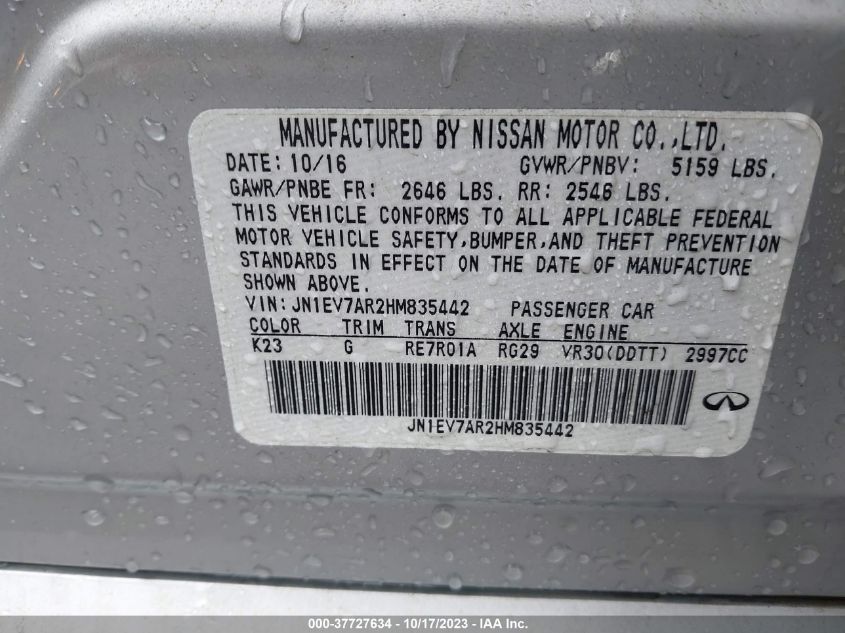 MANUFACTURED BY NISSAN MOTOR CO.,LTD.
DATE: 10/16 GVWR/PNBV: 5159 LBS.
GAWR/PNBE FR: 2646 LBS. RR: 2546 LBS.
THIS VEHICLE CONFORMS TO ALL APPLICABLE FEDERAL
MOTOR VEHICLE SAFETY,BUMPER,AND THEFT PREVENTION
STANDARDS IN EFFECT ON THE DATE OF MANUFACTURE
SHOWN ABOVE.
VIN:JN1EV7AR2HM835442 PASSENGER CAR
COLOR TRIM TRANS AXLE ENGINE
K23 G RE7R01A RG29 VR30(DDTT) 2997CC
JN1EV7AR2HM835442
000-37727634 - 10/17/2023 - IAA Inc.